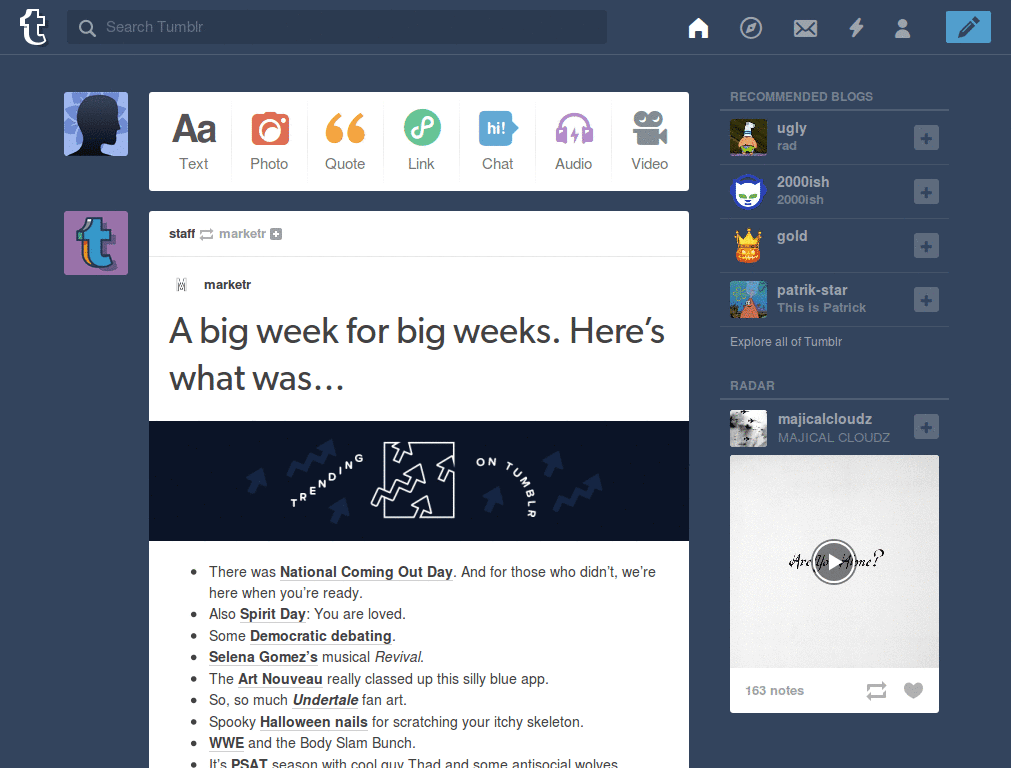 Search Tumblr
Aa
Text
Photo
Quote
Link
hi!
Chat
Audio
Video
staff marketr
marketr
A big week for big weeks. Here’s
what was…
TRENDING
ON TUMBLR
There was National Coming Out Day. And for those who didn’t, we’re
here when you’re ready.
Also Spirit Day: You are loved.
Some Democratic debating.
Selena Gomez’s musical Revival.
The Art Nouveau really classed up this silly blue app.
So, so much Undertale fan art.
Spooky Halloween nails for scratching your itchy skeleton.
WWE and the Body Slam Bunch.
It’s PSAT season with cool guy Thad and some antisocial wolves.
RECOMMENDED BLOGS
ugly
rad
2000ish
2000ish
gold
patrik-star
This is Patrick
Explore all of Tumblr
RADAR
majicalcloudz
MAJICAL CLOUDZ
Are You Alone?
163 notes